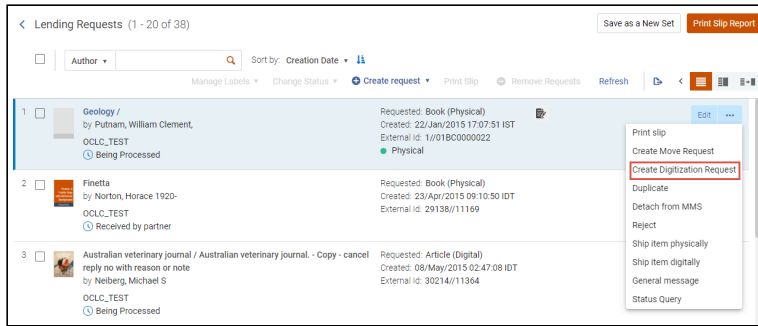 Lending Requests (1 - 20 of 38)
Save as a New Set
Print Slip Report
Author
Sort by: Creation Date
Manage Labels
Change Status
Create request
Print Slip
Remove Requests
Refresh
1
Geology /
by Putnam, William Clement,
OCLC_TEST
Being Processed
Requested: Book (Physical)
Created: 22/Jan/2015 17:07:51 IST
External Id: 1//01BC0000022
Physical
Edit
Print slip
Create Move Request
Create Digitization Request
Duplicate
Detach from MMS
Reject
Ship item physically
Ship item digitally
General message
Status Query
2
Finetta
by Norton, Horace 1920-
OCLC_TEST
Received by partner
Requested: Book (Physical)
Created: 23/Apr/2015 09:10:50 IDT
External Id: 29138//11169
3
Australian veterinary journal / Australian veterinary journal. - Copy - cancel
reply no with reason or note
by Neiberg, Michael S
OCLC_TEST
Being Processed
Requested: Article (Digital)
Created: 08/May/2015 02:47:08 IDT
External Id: 30214//11364